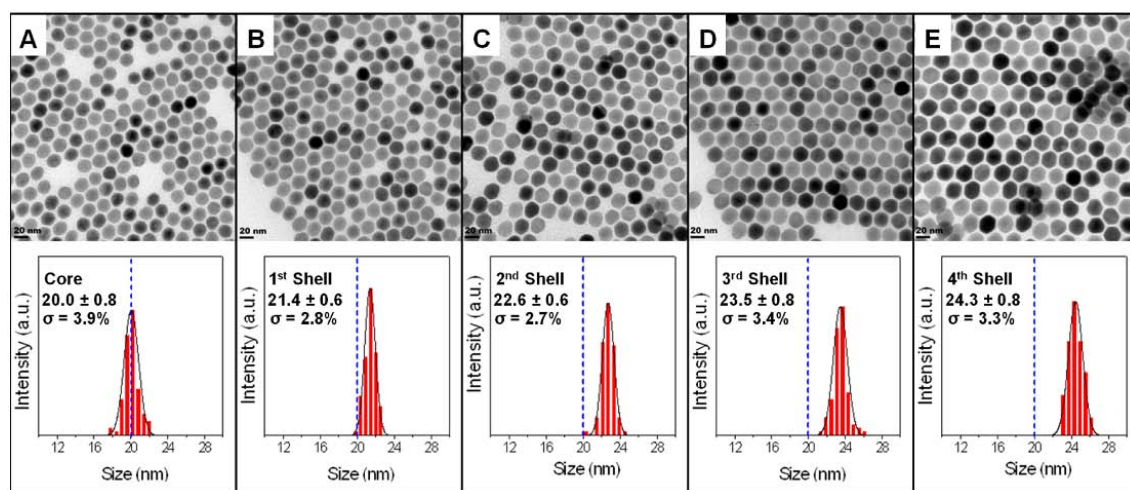 A
B
C
D
E
20 nm
20 nm
20 nm
20 nm
20 nm
Core
20.0 ± 0.8
σ = 3.9%
Intensity (a.u.)
12 16 20 24 28
Size (nm)
1st Shell
21.4 ± 0.6
σ = 2.8%
Intensity (a.u.)
12 16 20 24 28
Size (nm)
2nd Shell
22.6 ± 0.6
σ = 2.7%
Intensity (a.u.)
12 16 20 24 28
Size (nm)
3rd Shell
23.5 ± 0.8
σ = 3.4%
Intensity (a.u.)
12 16 20 24 28
Size (nm)
4th Shell
24.3 ± 0.8
σ = 3.3%
Intensity (a.u.)
12 16 20 24 28
Size (nm)